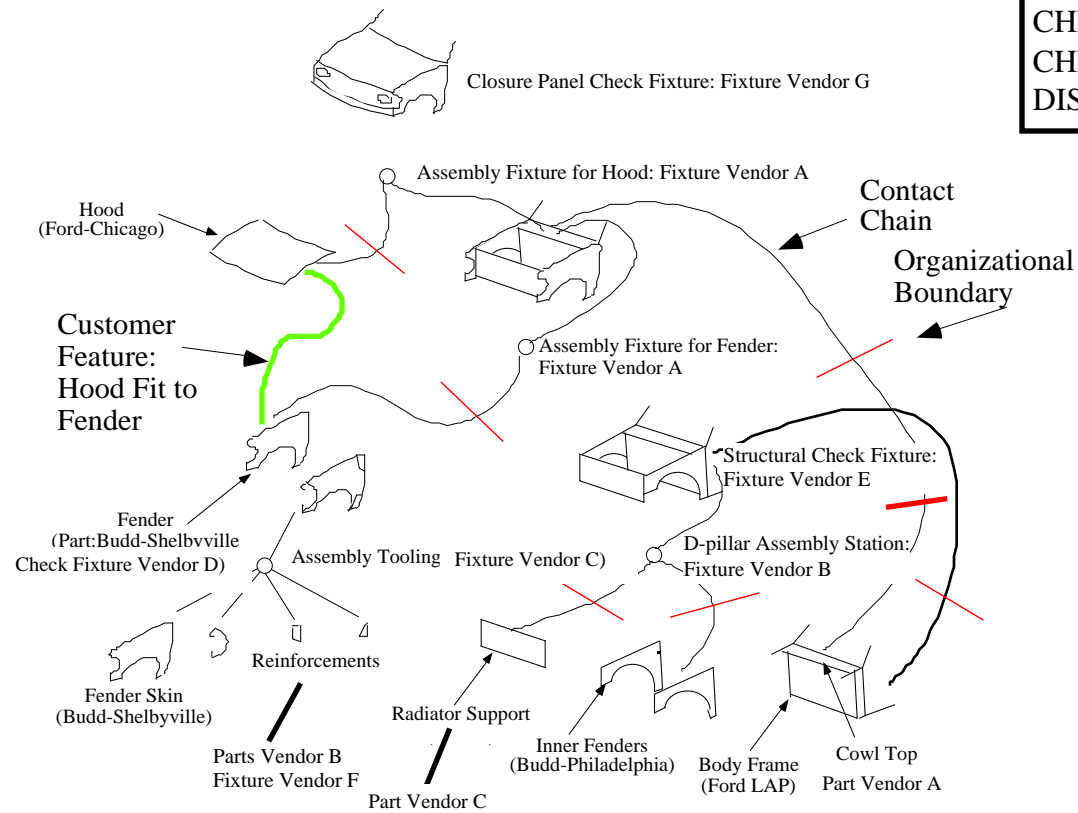 CH
CH
DIS
Closure Panel Check Fixture: Fixture Vendor G
Assembly Fixture for Hood: Fixture Vendor A
Hood
(Ford-Chicago)
Contact
Chain
Organizational
Boundary
Customer
Feature:
Hood Fit to
Fender
Assembly Fixture for Fender:
Fixture Vendor A
Structural Check Fixture:
Fixture Vendor E
Fender
(Part:Budd-Shelbyville
Check Fixture Vendor D)
Assembly Tooling
Fixture Vendor C)
D-pillar Assembly Station:
Fixture Vendor B
Reinforcements
Fender Skin
(Budd-Shelbyville)
Radiator Support
Inner Fenders
(Budd-Philadelphia)
Body Frame
(Ford LAP)
Cowl Top
Part Vendor A
Parts Vendor B
Fixture Vendor F
Part Vendor C